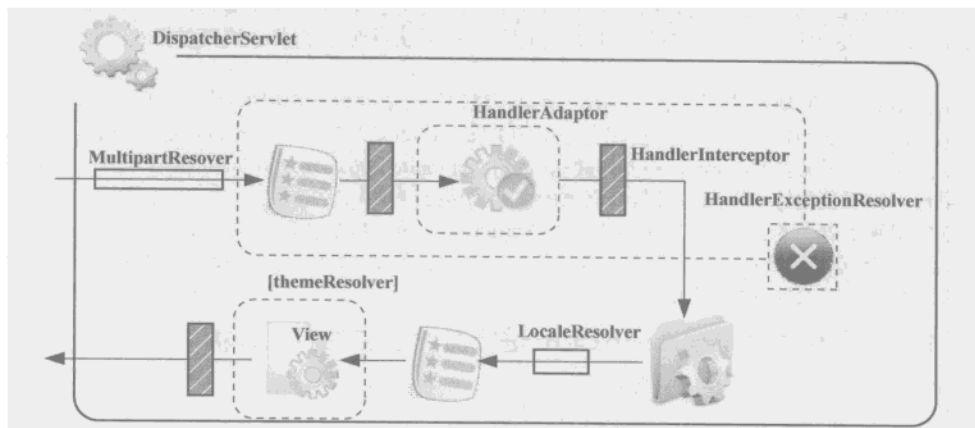 DispatcherServlet
HandlerAdaptor
MultipartResover
HandlerInterceptor
HandlerExceptionResolver
[themeResolver]
View
LocaleResolver